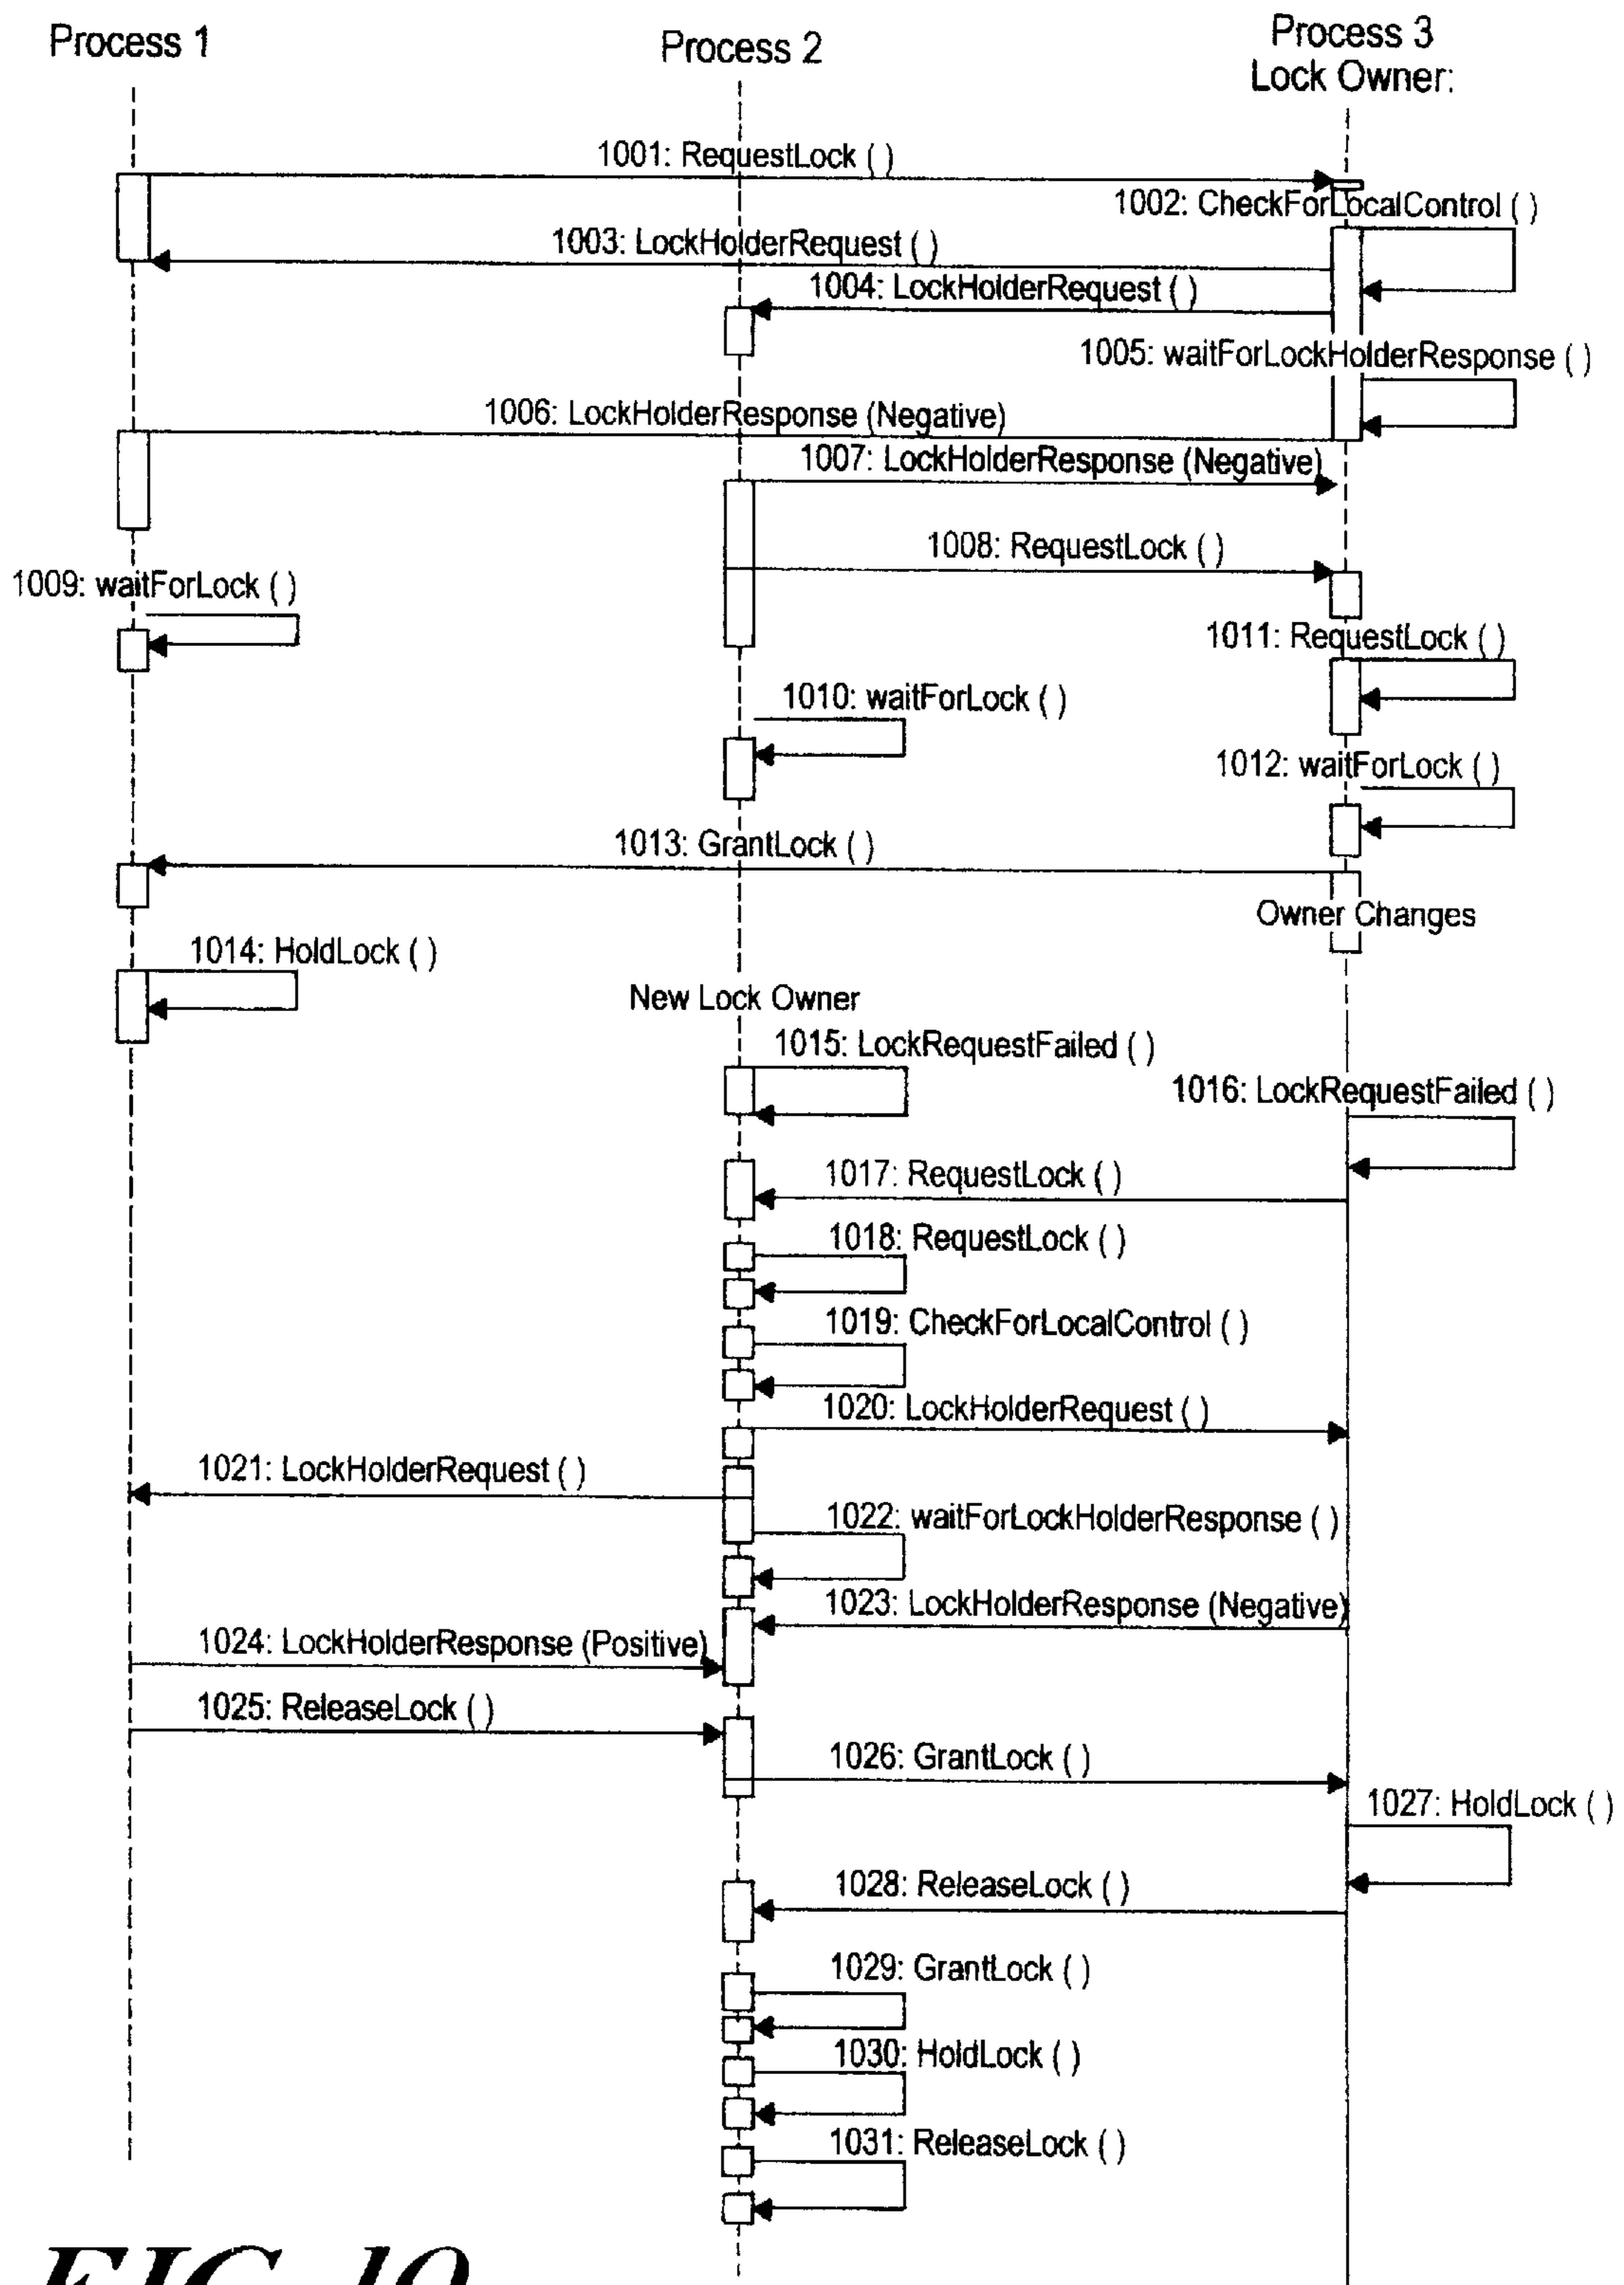 Process 1
Process 2
Process 3
Lock Owner:
1001: RequestLock ( )
1002: CheckForLocalControl ( )
1003: LockHolderRequest ( )
1004: LockHolderRequest ( )
1005: waitForLockHolderResponse ( )
1006: LockHolderResponse (Negative)
1007: LockHolderResponse (Negative)
1008: RequestLock ( )
1009: waitForLock ( )
1011: RequestLock ( )
1010: waitForLock ( )
1012: waitForLock ( )
1013: GrantLock ( )
Owner Changes
1014: HoldLock ( )
New Lock Owner
1015: LockRequestFailed ( )
1016: LockRequestFailed ( )
1017: RequestLock ( )
1018: RequestLock ( )
1019: CheckForLocalControl ( )
1020: LockHolderRequest ( )
1021: LockHolderRequest ( )
1022: waitForLockHolderResponse ( )
1023: LockHolderResponse (Negative)
1024: LockHolderResponse (Positive)
1025: ReleaseLock ( )
1026: GrantLock ( )
1027: HoldLock ( )
1028: ReleaseLock ( )
1029: GrantLock ( )
1030: HoldLock ( )
1031: ReleaseLock ( )
FIG. 10